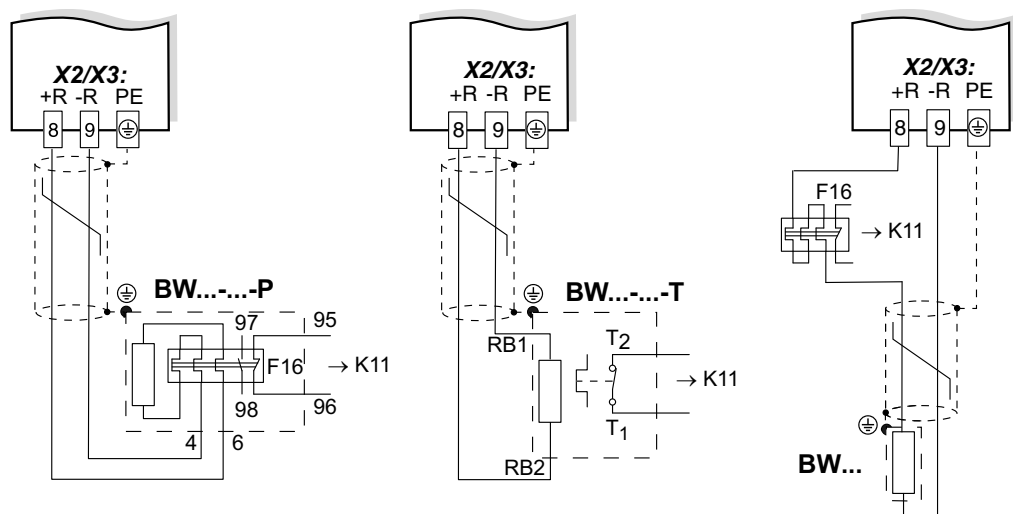 X2/X3:
+R -R PE
8 9
BW...-...-P
97 95
F16 → K11
98 96
4 6
X2/X3:
+R -R PE
8 9
BW...-...-T
RB1 T2
→ K11
T1
RB2
X2/X3:
+R -R PE
8 9
F16
→ K11
BW...